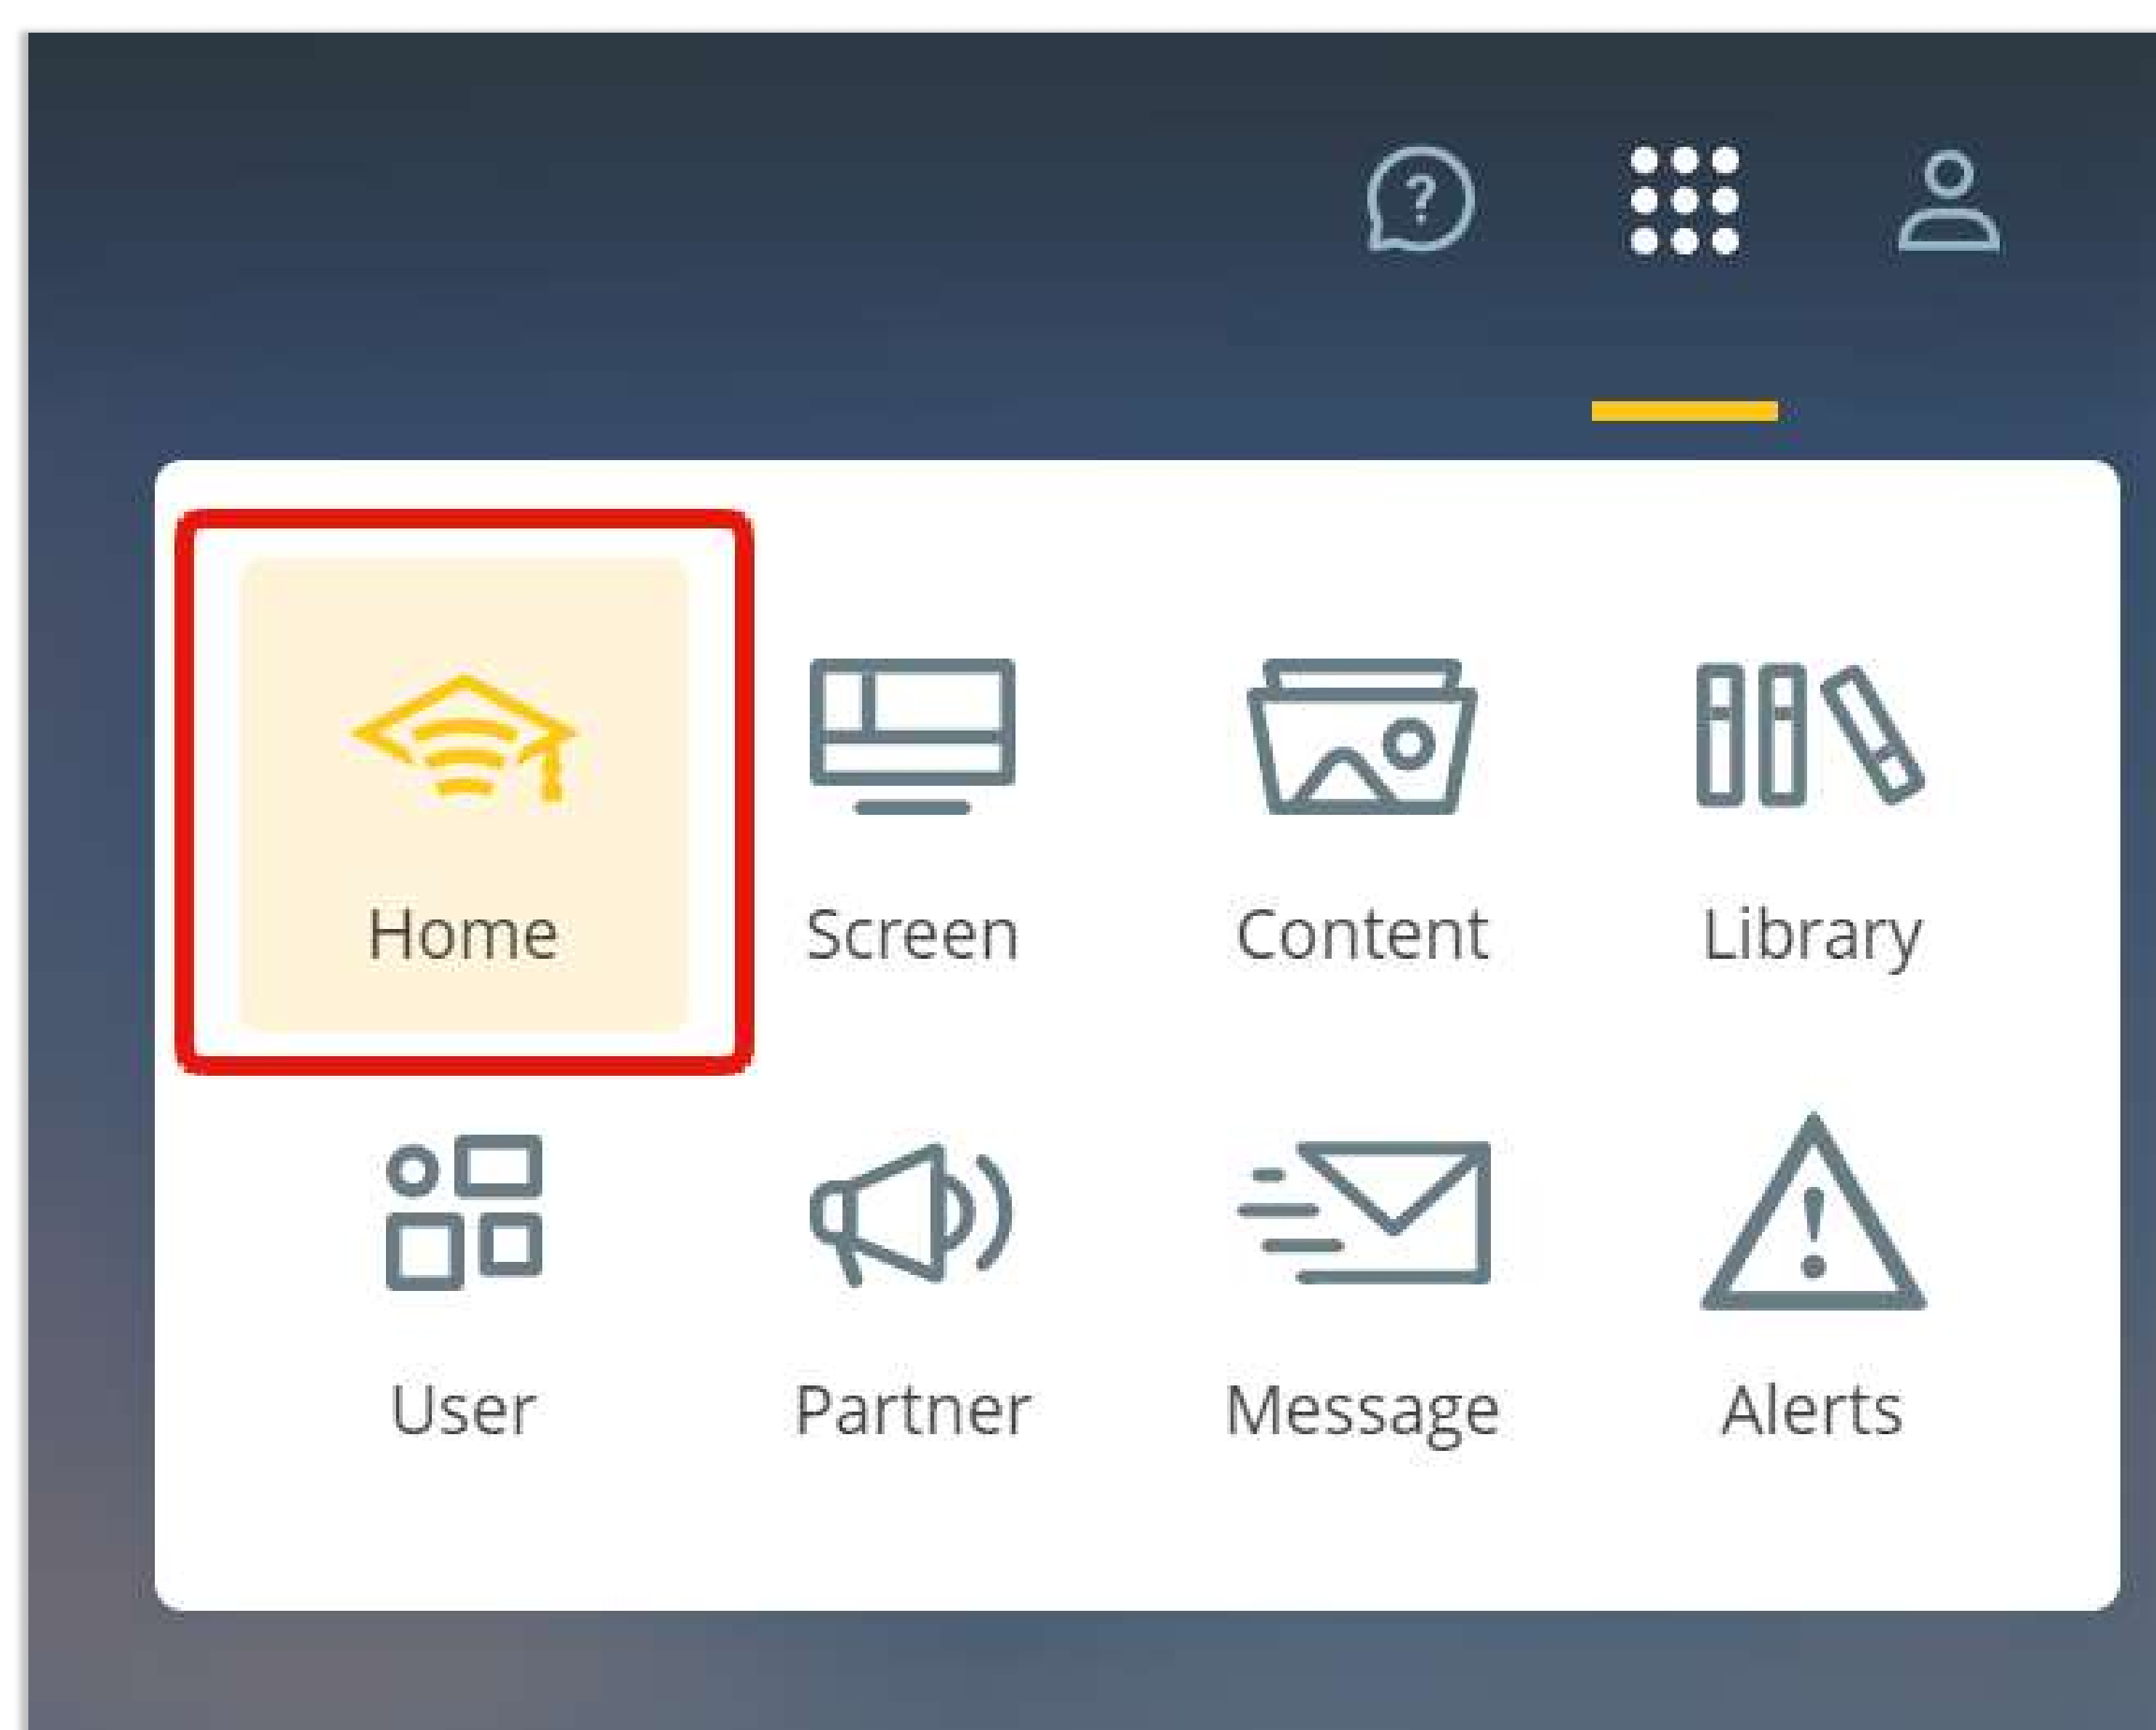 ?
Home
Screen
Content
Library
!
User
Partner
Message
Alerts